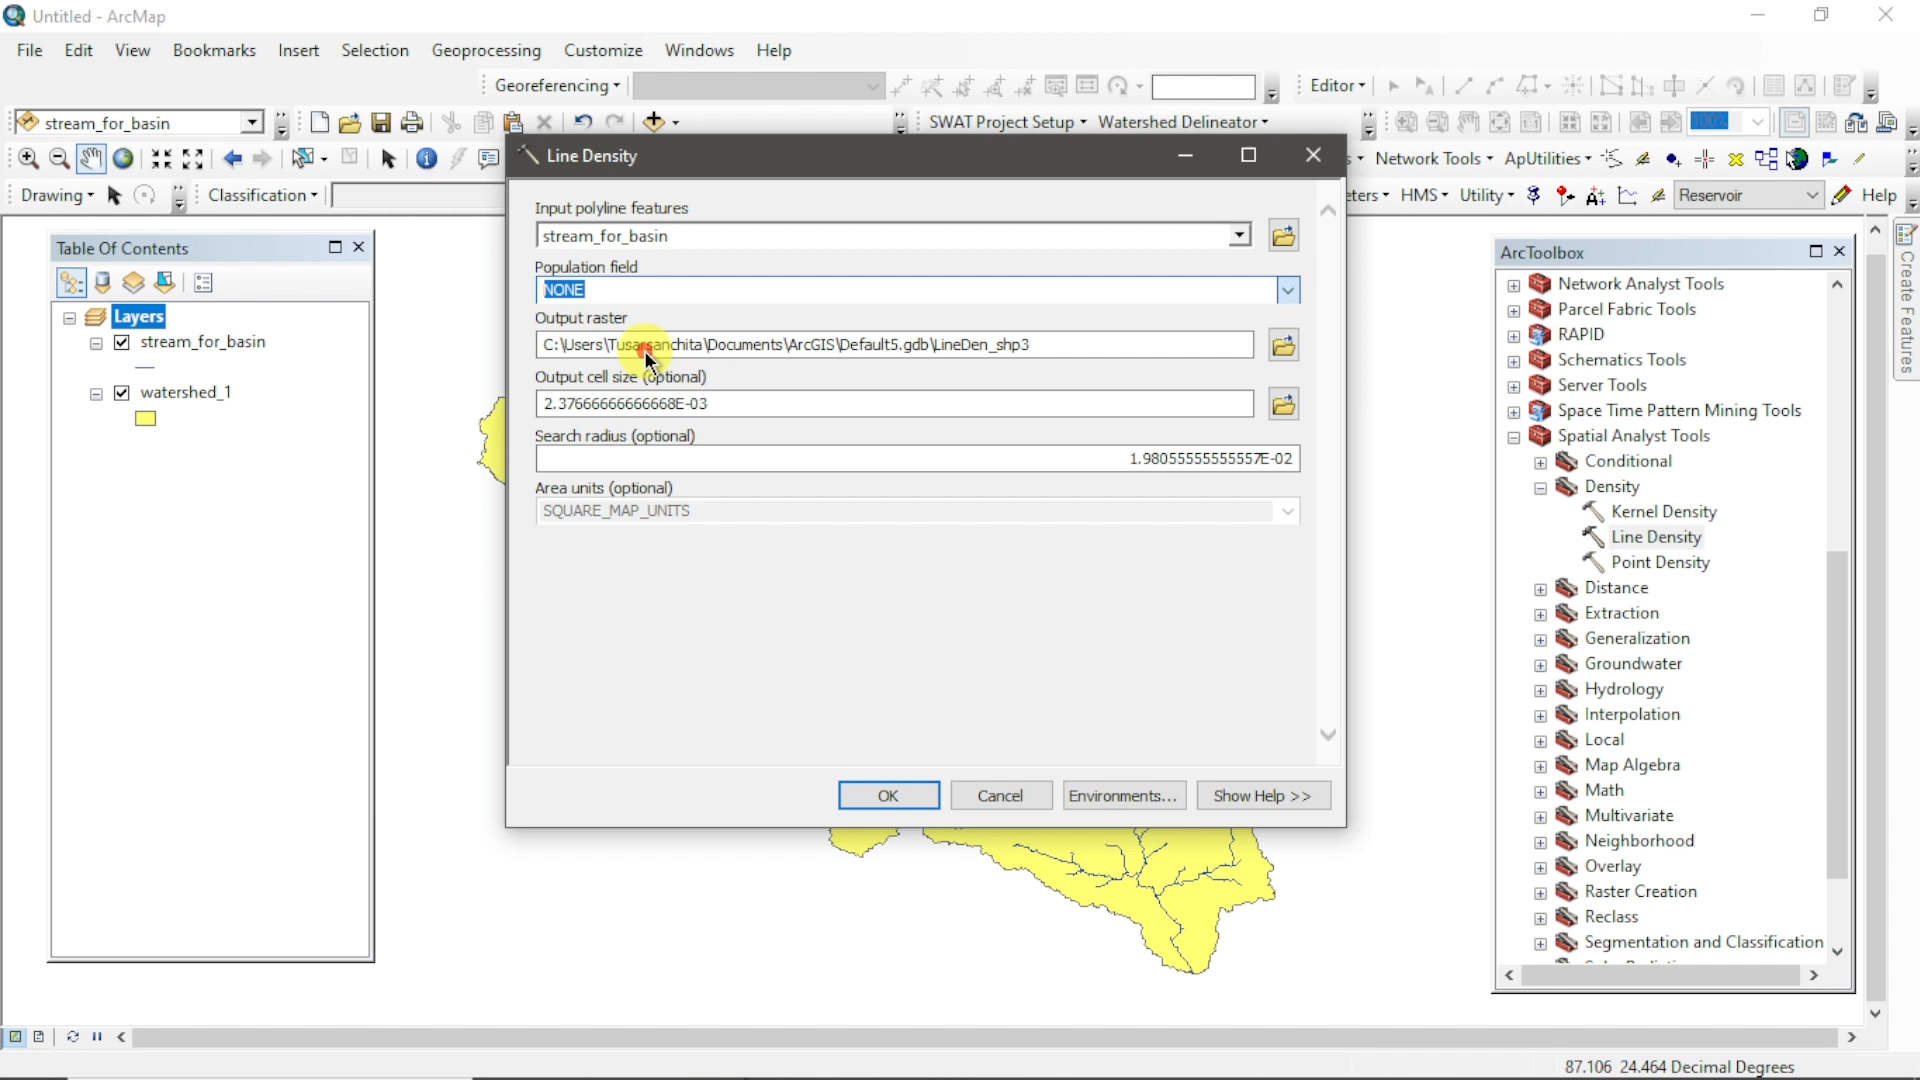 Untitled - ArcMap
File Edit View Bookmarks Insert Selection Geoprocessing Customize Windows Help
Georeferencing Editor
stream_for_basin SWAT Project Setup Watershed Delineator
Line Density Network Tools ApUtilities
Drawing Classification eters HMS Utility Reservoir Help
Table Of Contents
Layers
stream_for_basin
watershed_1
Input polyline features
stream_for_basin
Population field
NONE
Output raster
C:\Users\Tusarsanchita\Documents\ArcGIS\Default5.gdb\LineDen_shp3
Output cell size (optional)
2.37666666666668E-03
Search radius (optional)
1.98055555555557E-02
Area units (optional)
SQUARE_MAP_UNITS
OK Cancel Environments... Show Help >>
ArcToolbox
Network Analyst Tools
Parcel Fabric Tools
RAPID
Schematics Tools
Server Tools
Space Time Pattern Mining Tools
Spatial Analyst Tools
Conditional
Density
Kernel Density
Line Density
Point Density
Distance
Extraction
Generalization
Groundwater
Hydrology
Interpolation
Local
Map Algebra
Math
Multivariate
Neighborhood
Overlay
Raster Creation
Reclass
Segmentation and Classification
Create Features
87.106 24.464 Decimal Degrees